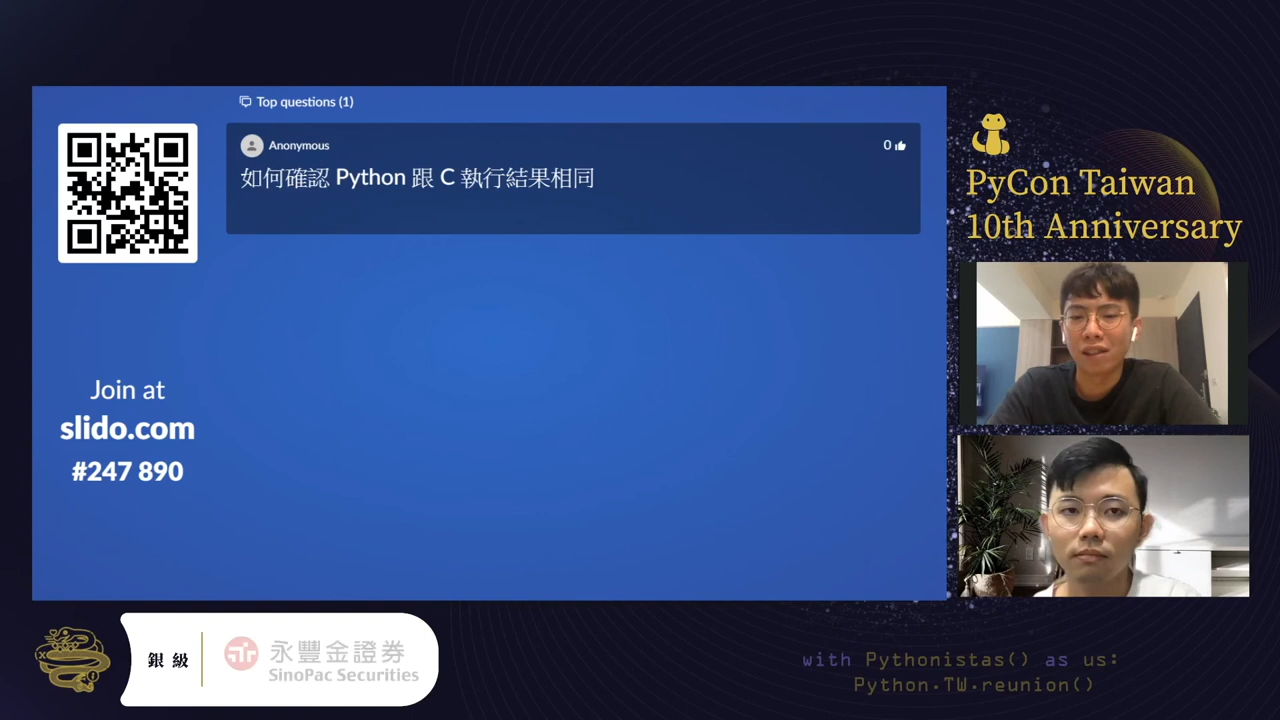 Top questions (1)
Anonymous
0
如何確認 Python 跟 C 執行結果相同
Join at
slido.com
#247 890
PyCon Taiwan
10th Anniversary
銀級
永豐金證券
SinoPac Securities
with Pythonistas() as us:
Python.TW.reunion()